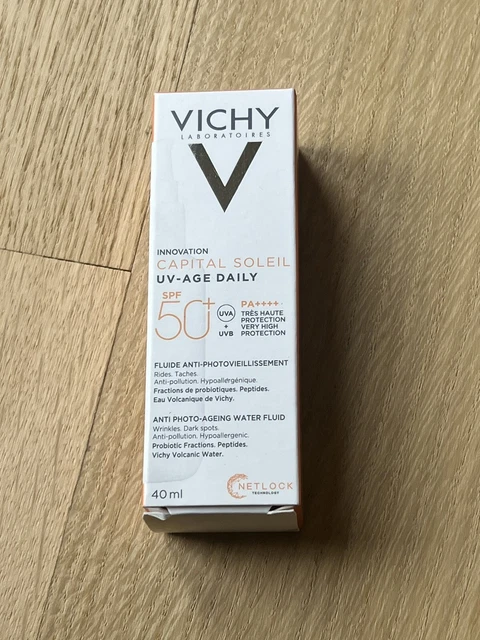 VICHY
LABORATOIRES
V
INNOVATION
CAPITAL SOLEIL
UV-AGE DAILY
SPF
50+
UVA
+
UVB
PA++++
TRÈS HAUTE
PROTECTION
VERY HIGH
PROTECTION
FLUIDE ANTI-PHOTOVIEILLISSEMENT
Rides. Taches.
Anti-pollution. Hypoallergénique.
Fractions de probiotiques. Peptides.
Eau Volcanique de Vichy.
ANTI PHOTO-AGEING WATER FLUID
Wrinkles. Dark spots.
Anti-pollution. Hypoallergenic.
Probiotic Fractions. Peptides.
Vichy Volcanic Water.
40 ml
NETLOCK
TECHNOLOGY